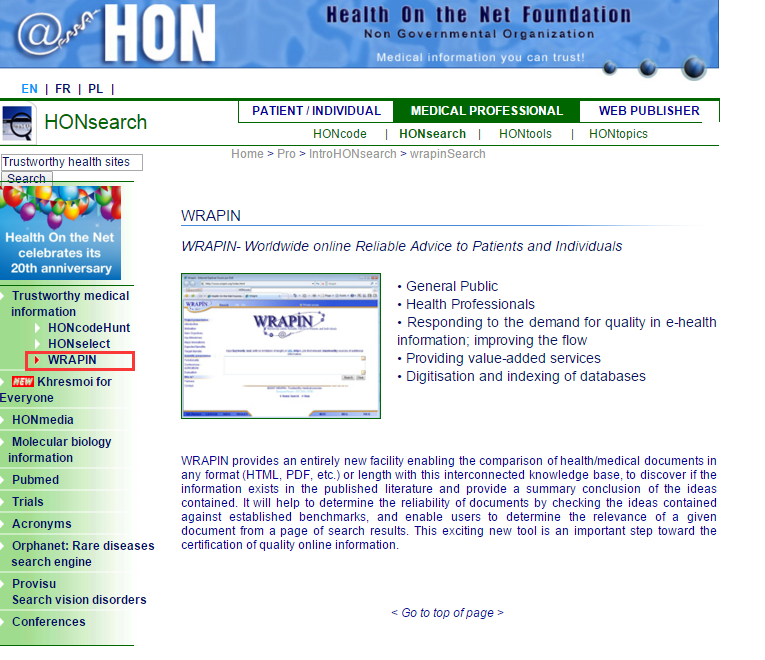 @ HON
Health On the Net Foundation
Non Governmental Organization
Medical information you can trust!
EN | FR | PL |
HONsearch
PATIENT / INDIVIDUAL MEDICAL PROFESSIONAL WEB PUBLISHER
HONcode | HONsearch | HONtools | HONtopics
Home > Pro > IntroHONsearch > wrapinSearch
Trustworthy health sites
Search
Health On the Net
celebrates its
20th anniversary
Trustworthy medical
information
HONcodeHunt
HONselect
WRAPIN
NEW Khresmoi for
Everyone
HONmedia
Molecular biology
information
Pubmed
Trials
Acronyms
Orphanet: Rare diseases
search engine
Provisu
Search vision disorders
Conferences
WRAPIN
WRAPIN- Worldwide online Reliable Advice to Patients and Individuals
WRAPIN
• General Public
• Health Professionals
• Responding to the demand for quality in e-health
information; improving the flow
• Providing value-added services
• Digitisation and indexing of databases
WRAPIN provides an entirely new facility enabling the comparison of health/medical documents in
any format (HTML, PDF, etc.) or length with this interconnected knowledge base, to discover if the
information exists in the published literature and provide a summary conclusion of the ideas
contained. It will help to determine the reliability of documents by checking the ideas contained
against established benchmarks, and enable users to determine the relevance of a given
document from a page of search results. This exciting new tool is an important step toward the
certification of quality online information.
< Go to top of page >